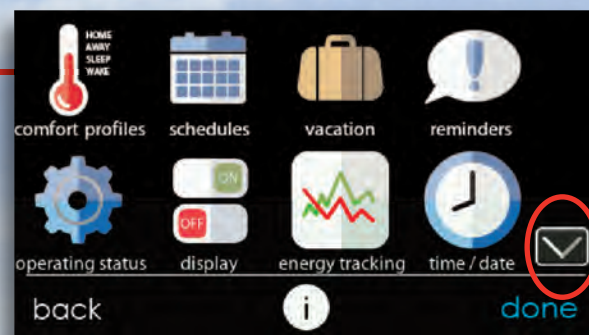 HOME
AWAY
SLEEP
WAKE
comfort profiles
schedules
vacation
reminders
ON
OFF
operating status
display
energy tracking
time / date
back
i
done